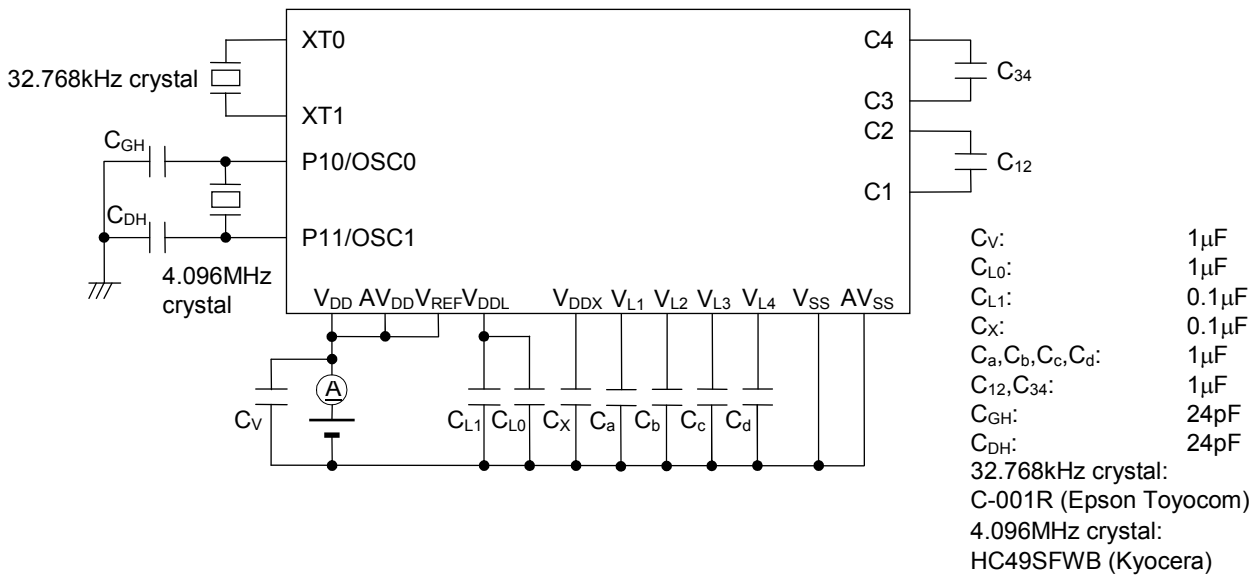 XT0
C4
32.768kHz crystal
C34
XT1
C3
C2
CGH
P10/OSC0
C12
C1
CDH
P11/OSC1
4.096MHz
crystal
VDD AVDD VREF VDDL VDDX VL1 VL2 VL3 VL4 VSS AVSS
A
CV CL1 CL0 CX Ca Cb Cc Cd
CV: 1μF
CL0: 1μF
CL1: 0.1μF
CX: 0.1μF
Ca,Cb,Cc,Cd: 1μF
C12,C34: 1μF
CGH: 24pF
CDH: 24pF
32.768kHz crystal:
C-001R (Epson Toyocom)
4.096MHz crystal:
HC49SFWB (Kyocera)